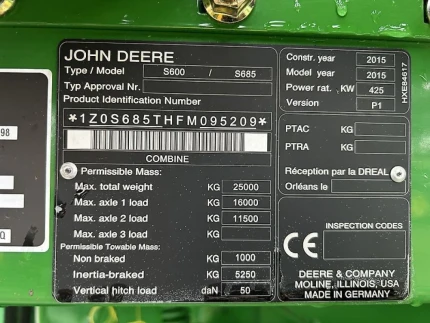 JOHN DEERE
Type / Model S600 / S685
Typ Approval Nr.
Product Identification Number
*1Z0S685THFM095209*
COMBINE
Permissible Mass:
Max. total weight KG 25000
Max. axle 1 load KG 16000
Max. axle 2 load KG 11500
Max. axle 3 load KG
Permissible Towable Mass:
Non braked KG 1000
Inertia-braked KG 5250
Vertical hitch load daN 50
Constr. year 2015
Model year 2015
Power rat. KW 425
Version P1
HXE84617
PTAC KG
PTRA KG
Réception par la DREAL
Orléans le
INSPECTION CODES
CE
DEERE & COMPANY
MOLINE, ILLINOIS, USA
MADE IN GERMANY
98
Q